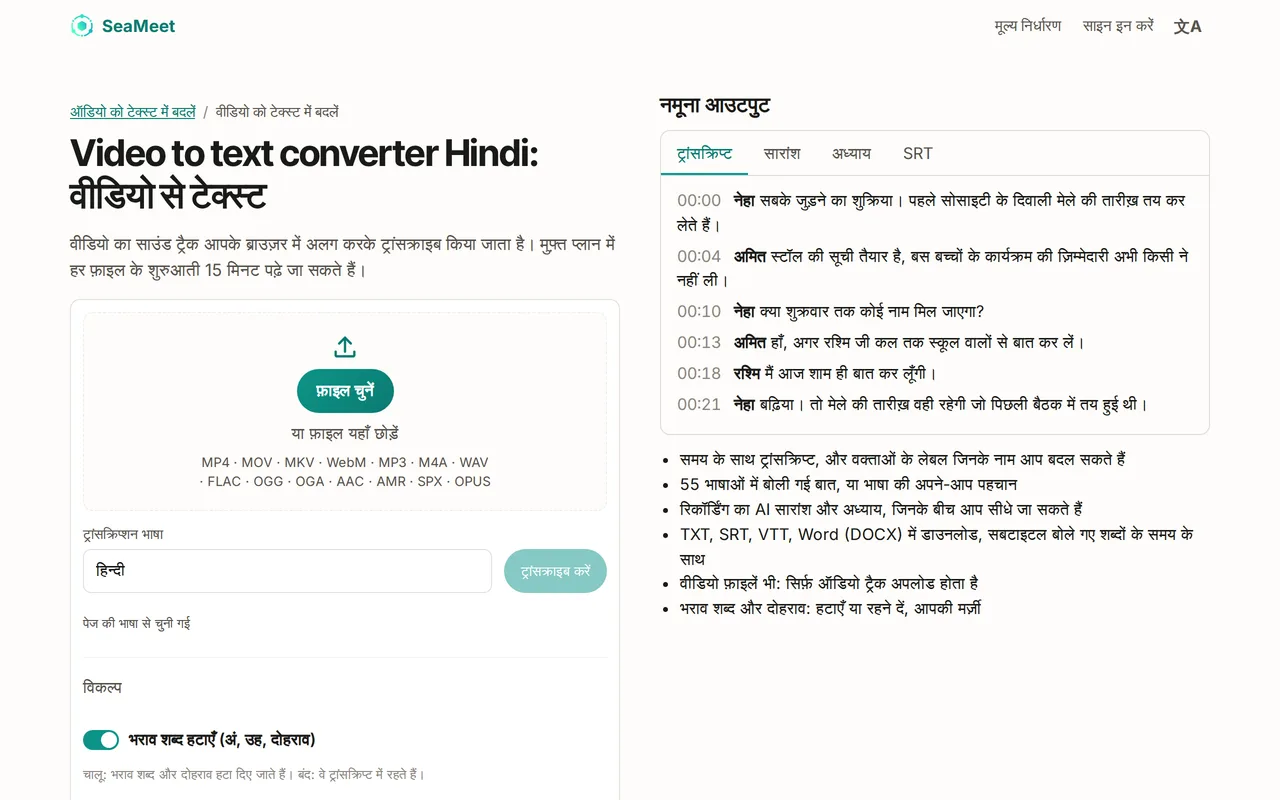 SeaMeet
मूल्य निर्धारण
साइन इन करें
文A
ऑडियो को टेक्स्ट में बदलें / वीडियो को टेक्स्ट में बदलें
Video to text converter Hindi:
वीडियो से टेक्स्ट
वीडियो का साउंड ट्रैक आपके ब्राउज़र में अलग करके ट्रांसक्राइब किया जाता है। मुफ़्त प्लान में
हर फ़ाइल के शुरुआती 15 मिनट पढ़े जा सकते हैं।
फ़ाइल चुनें
या फ़ाइल यहाँ छोड़ें
MP4 · MOV · MKV · WebM · MP3 · M4A · WAV
· FLAC · OGG · OGA · AAC · AMR · SPX · OPUS
ट्रांसक्रिप्शन भाषा
हिन्दी
ट्रांसक्राइब करें
पेज की भाषा से चुनी गई
विकल्प
भराव शब्द हटाएँ (अं, उह, दोहराव)
चालू: भराव शब्द और दोहराव हटा दिए जाते हैं। बंद: वे ट्रांसक्रिप्ट में रहते हैं।
नमूना आउटपुट
ट्रांसक्रिप्ट
सारांश
अध्याय
SRT
00:00 नेहा सबके जुड़ने का शुक्रिया। पहले सोसाइटी के दिवाली मेले की तारीख़ तय कर
लेते हैं।
00:04 अमित स्टॉल की सूची तैयार है, बस बच्चों के कार्यक्रम की ज़िम्मेदारी अभी किसी ने
नहीं ली।
00:10 नेहा क्या शुक्रवार तक कोई नाम मिल जाएगा?
00:13 अमित हाँ, अगर रश्मि जी कल तक स्कूल वालों से बात कर लें।
00:18 रश्मि मैं आज शाम ही बात कर लूँगी।
00:21 नेहा बढ़िया। तो मेले की तारीख़ वही रहेगी जो पिछली बैठक में तय हुई थी।
• समय के साथ ट्रांसक्रिप्ट, और वक्ताओं के लेबल जिनके नाम आप बदल सकते हैं
• 55 भाषाओं में बोली गई बात, या भाषा की अपने-आप पहचान
• रिकॉर्डिंग का AI सारांश और अध्याय, जिनके बीच आप सीधे जा सकते हैं
• TXT, SRT, VTT, Word (DOCX) में डाउनलोड, सबटाइटल बोले गए शब्दों के समय के
साथ
• वीडियो फ़ाइलें भी: सिर्फ़ ऑडियो ट्रैक अपलोड होता है
• भराव शब्द और दोहराव: हटाएँ या रहने दें, आपकी मर्ज़ी